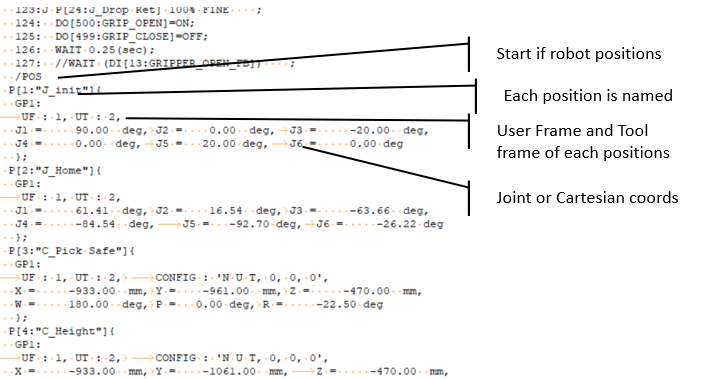 123:J P[24:J_Drop Ret] 100% FINE    ;
124:  DO[500:GRIP_OPEN]=ON;
125:  DO[499:GRIP_CLOSE]=OFF;
126:  WAIT 0.25(sec);
127:  //WAIT (DI[13:GRIPPER_OPEN_FB])    ;
/POS
P[1:"J_init"]{
GP1:
UF : 1, UT : 2,
J1 =     90.00  deg, J2 =     0.00  deg, J3 =     -20.00  deg,
J4 =     0.00  deg, J5 =     20.00  deg, J6 =     0.00 deg
};
P[2:"J_Home"]{
GP1:
UF : 1, UT : 2,
J1 =     61.41  deg, J2 =     16.54  deg, J3 =     -63.66  deg,
J4 =     -84.54  deg, J5 =     -92.70 deg, J6 =     -26.22 deg
};
P[3:"C_Pick Safe"]{
GP1:
UF : 1, UT : 2, CONFIG : 'N U T, 0, 0, 0',
X =     -933.00  mm, Y =     -961.00  mm, Z =     -470.00  mm,
W =     180.00 deg, P =     0.00 deg, R =     -22.50 deg
};
P[4:"C_Height"]{
GP1:
UF : 1, UT : 2, CONFIG : 'N U T, 0, 0, 0',
X =     -933.00  mm, Y =     -1061.00  mm, Z =     -470.00  mm,
Start if robot positions
Each position is named
User Frame and Tool
frame of each positions
Joint or Cartesian coords